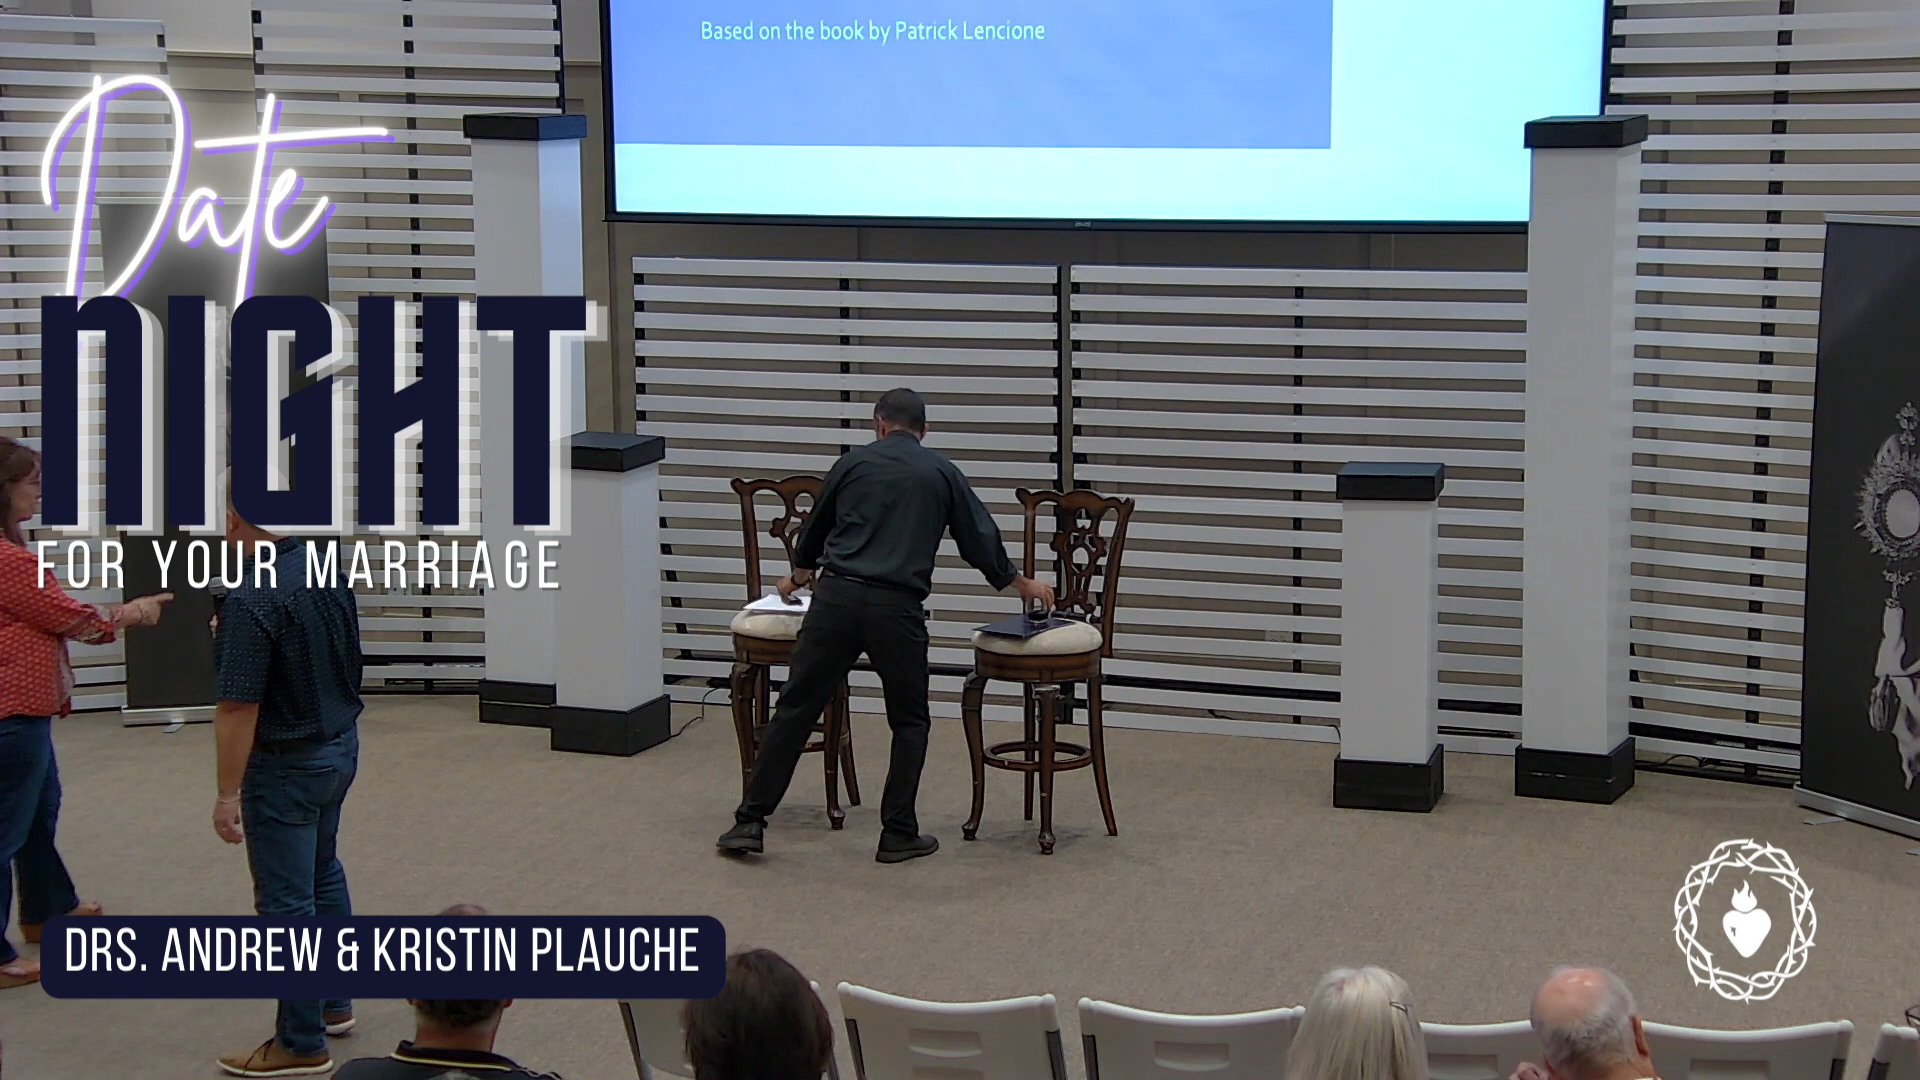 Based on the book by Patrick Lencione
Date
NIGHT
FOR YOUR MARRIAGE
DRS. ANDREW & KRISTIN PLAUCHE